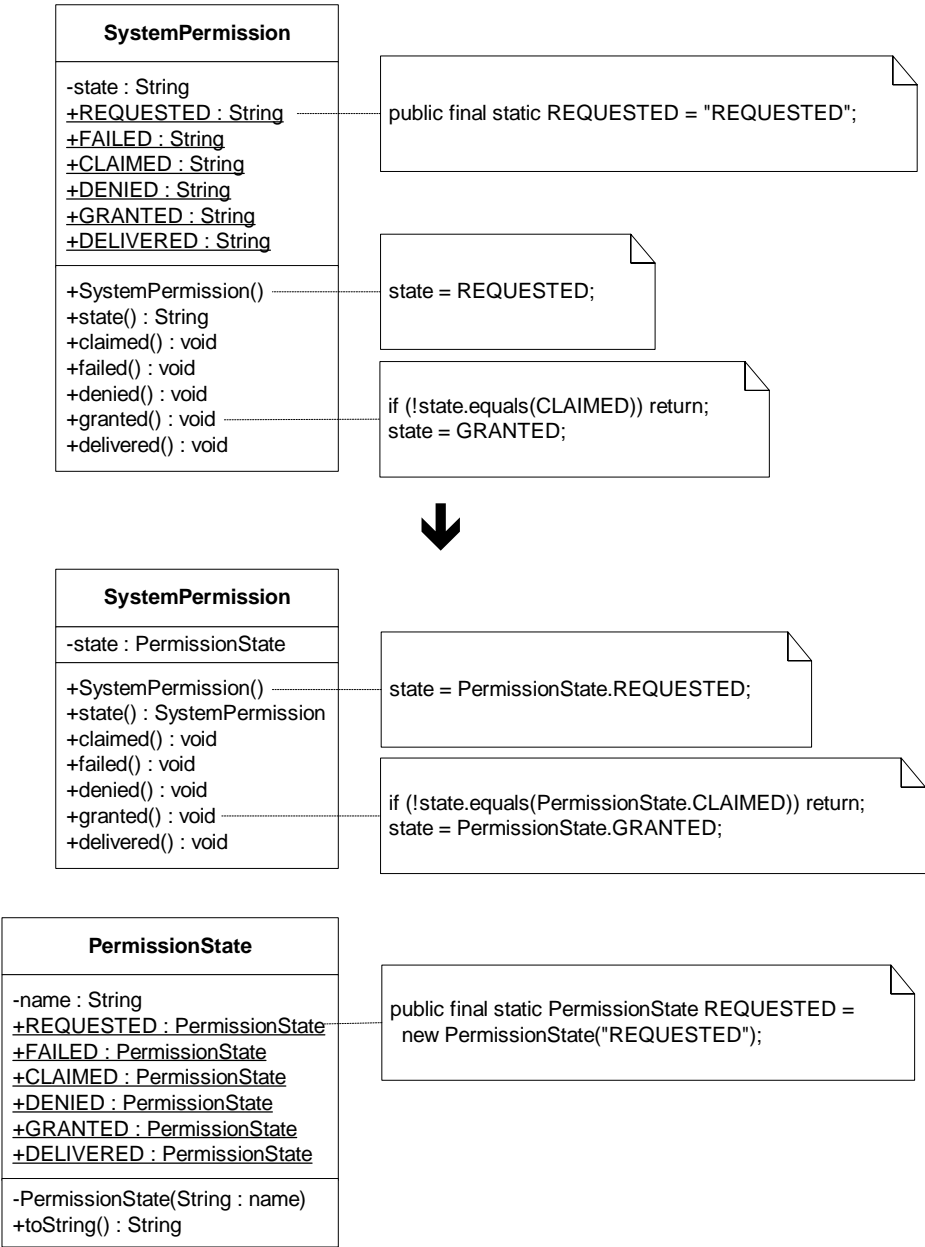 SystemPermission
-state : String
+REQUESTED : String
+FAILED : String
+CLAIMED : String
+DENIED : String
+GRANTED : String
+DELIVERED : String
+SystemPermission()
+state() : String
+claimed() : void
+failed() : void
+denied() : void
+granted() : void
+delivered() : void
public final static REQUESTED = "REQUESTED";
state = REQUESTED;
if (!state.equals(CLAIMED)) return;
state = GRANTED;
SystemPermission
-state : PermissionState
+SystemPermission()
+state() : SystemPermission
+claimed() : void
+failed() : void
+denied() : void
+granted() : void
+delivered() : void
state = PermissionState.REQUESTED;
if (!state.equals(PermissionState.CLAIMED)) return;
state = PermissionState.GRANTED;
PermissionState
-name : String
+REQUESTED : PermissionState
+FAILED : PermissionState
+CLAIMED : PermissionState
+DENIED : PermissionState
+GRANTED : PermissionState
+DELIVERED : PermissionState
-PermissionState(String : name)
+toString() : String
public final static PermissionState REQUESTED =
new PermissionState("REQUESTED");